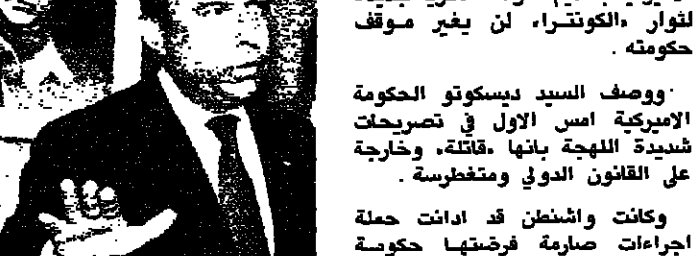 لثوار «الكونترا» لن يغير موقف
حكومته .
ووصف السيد ديسكوتو الحكومة
الاميركية امس الاول في تصريحات
شديدة اللهجة بانها «قاتلة» وخارجة
على القانون الدولي ومتغطرسة .
وكانت واشنطن قد ادانت حملة
اجراءات صارمة فرضتها حكومة